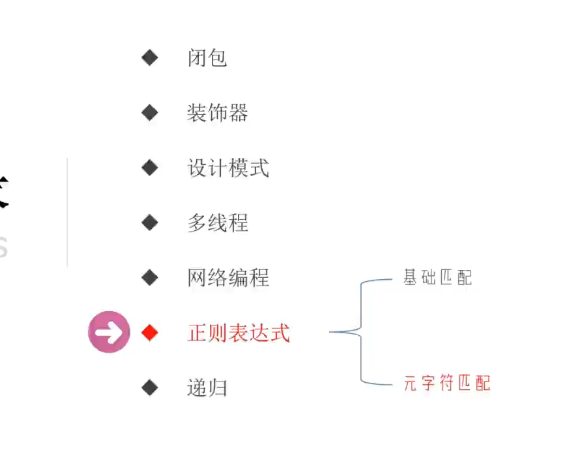 闭包
装饰器
设计模式
多线程
网络编程
基础匹配
正则表达式
元字符匹配
递归